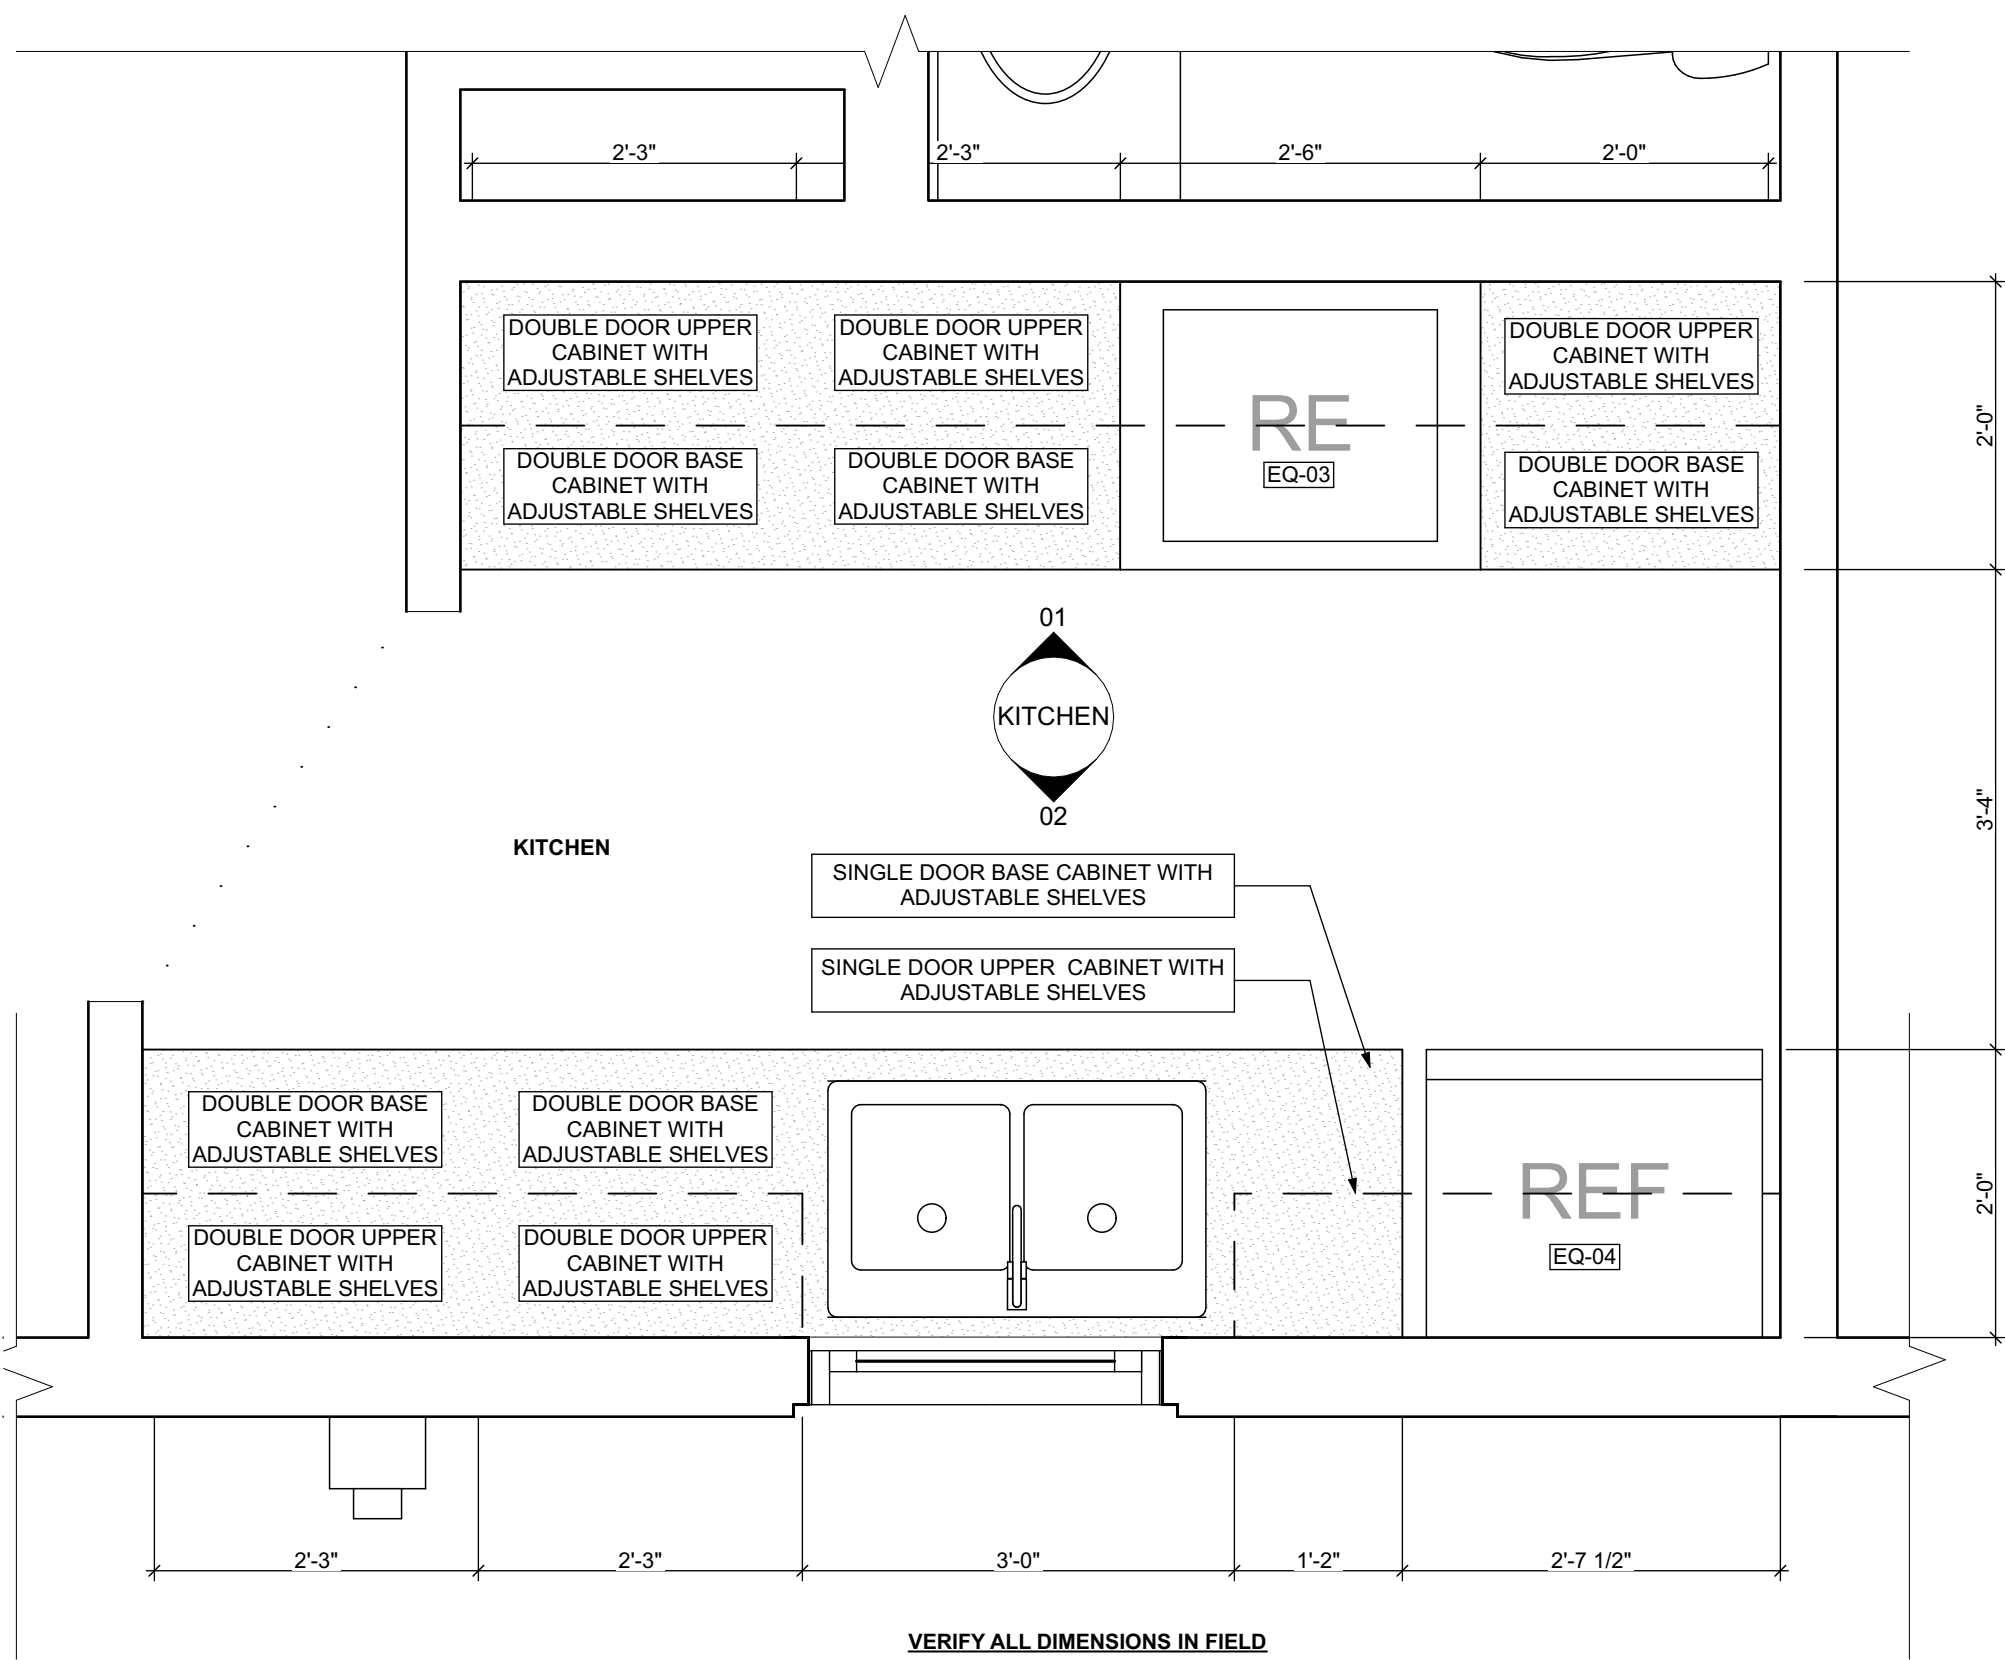 2'-3"
2'-3"
2'-6"
2'-0"
DOUBLE DOOR UPPER
CABINET WITH
ADJUSTABLE SHELVES
DOUBLE DOOR UPPER
CABINET WITH
ADJUSTABLE SHELVES
DOUBLE DOOR UPPER
CABINET WITH
ADJUSTABLE SHELVES
DOUBLE DOOR BASE
CABINET WITH
ADJUSTABLE SHELVES
DOUBLE DOOR BASE
CABINET WITH
ADJUSTABLE SHELVES
RE
EQ-03
DOUBLE DOOR BASE
CABINET WITH
ADJUSTABLE SHELVES
2'-0"
01
KITCHEN
02
3'-4"
KITCHEN
SINGLE DOOR BASE CABINET WITH
ADJUSTABLE SHELVES
SINGLE DOOR UPPER CABINET WITH
ADJUSTABLE SHELVES
DOUBLE DOOR BASE
CABINET WITH
ADJUSTABLE SHELVES
DOUBLE DOOR BASE
CABINET WITH
ADJUSTABLE SHELVES
DOUBLE DOOR UPPER
CABINET WITH
ADJUSTABLE SHELVES
DOUBLE DOOR UPPER
CABINET WITH
ADJUSTABLE SHELVES
REF
EQ-04
2'-0"
2'-3"
2'-3"
3'-0"
1'-2"
2'-7 1/2"
VERIFY ALL DIMENSIONS IN FIELD